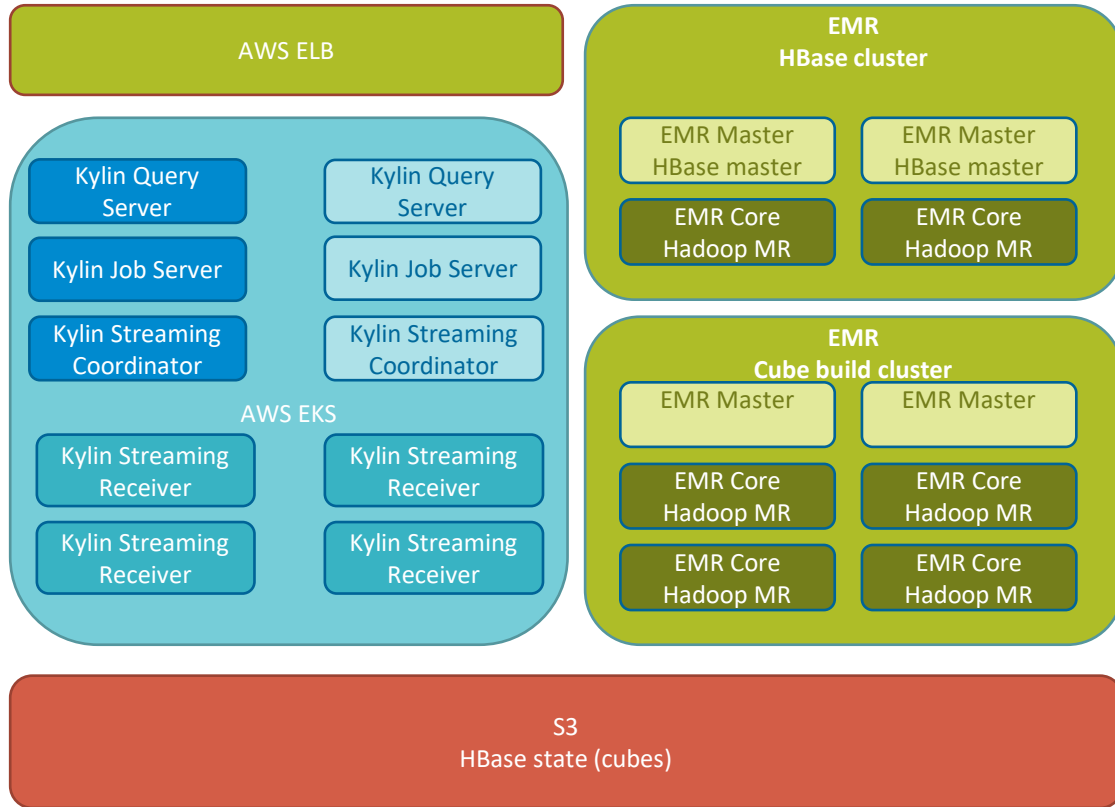 AWS ELB
Kylin Query
Server
Kylin Query
Server
Kylin Job Server
Kylin Job Server
Kylin Streaming
Coordinator
Kylin Streaming
Coordinator
AWS EKS
Kylin Streaming
Receiver
Kylin Streaming
Receiver
Kylin Streaming
Receiver
Kylin Streaming
Receiver
EMR
HBase cluster
EMR Master
HBase master
EMR Master
HBase master
EMR Core
Hadoop MR
EMR Core
Hadoop MR
EMR
Cube build cluster
EMR Master
EMR Master
EMR Core
Hadoop MR
EMR Core
Hadoop MR
EMR Core
Hadoop MR
EMR Core
Hadoop MR
S3
HBase state (cubes)